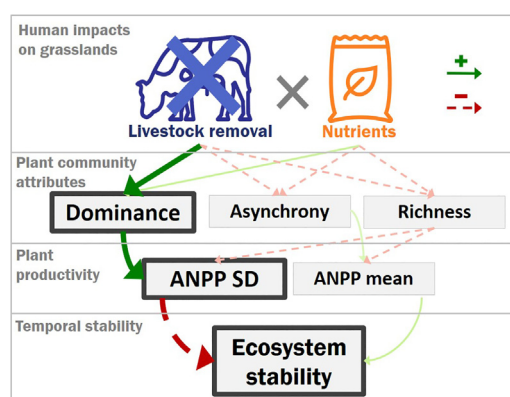 Human impacts
on grasslands
+
−
Livestock removal
Nutrients
Plant community
attributes
Dominance
Asynchrony
Richness
Plant
productivity
ANPP SD
ANPP mean
Temporal stability
Ecosystem
stability